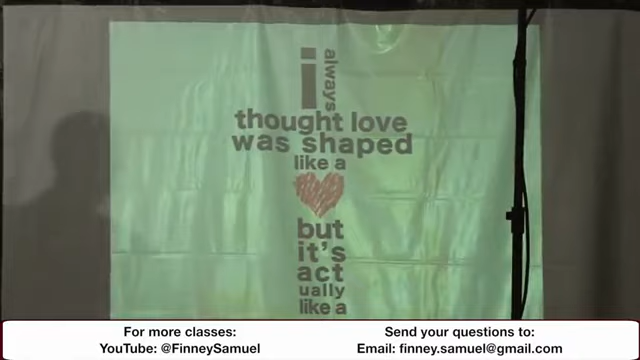 i always
thought love
was shaped
like a
but
it's
act
ually
like a
For more classes:
YouTube: @FinneySamuel
Send your questions to:
Email: finney.samuel@gmail.com